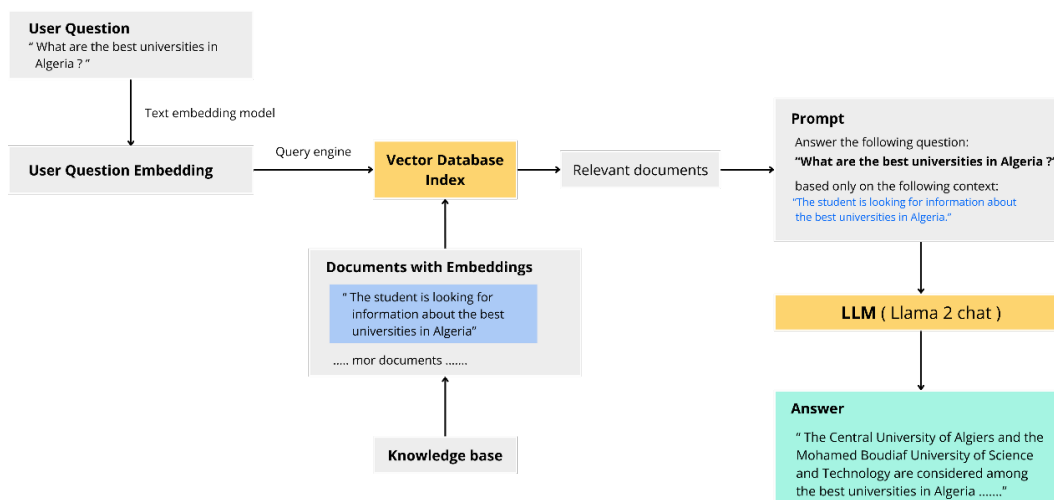 User Question
“ What are the best universities in
Algeria ? ”
Text embedding model
User Question Embedding
Query engine
Vector Database
Index
Relevant documents
Documents with Embeddings
“ The student is looking for
information about the best
universities in Algeria”
..... mor documents .......
Knowledge base
Prompt
Answer the following question:
“What are the best universities in Algeria ?”
based only on the following context:
“The student is looking for information about
the best universities in Algeria.”
LLM ( Llama 2 chat )
Answer
“ The Central University of Algiers and the
Mohamed Boudiaf University of Science
and Technology are considered among
the best universities in Algeria .......”